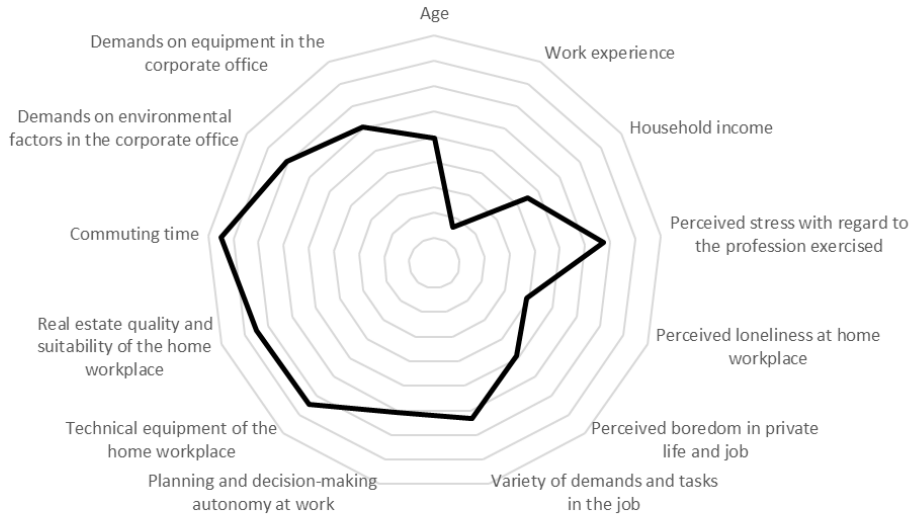 Age
Work experience
Household income
Perceived stress with regard to
the profession exercised
Perceived loneliness at home
workplace
Perceived boredom in private
life and job
Variety of demands and tasks
in the job
Planning and decision-making
autonomy at work
Technical equipment of the
home workplace
Real estate quality and
suitability of the home
workplace
Commuting time
Demands on environmental
factors in the corporate office
Demands on equipment in the
corporate office